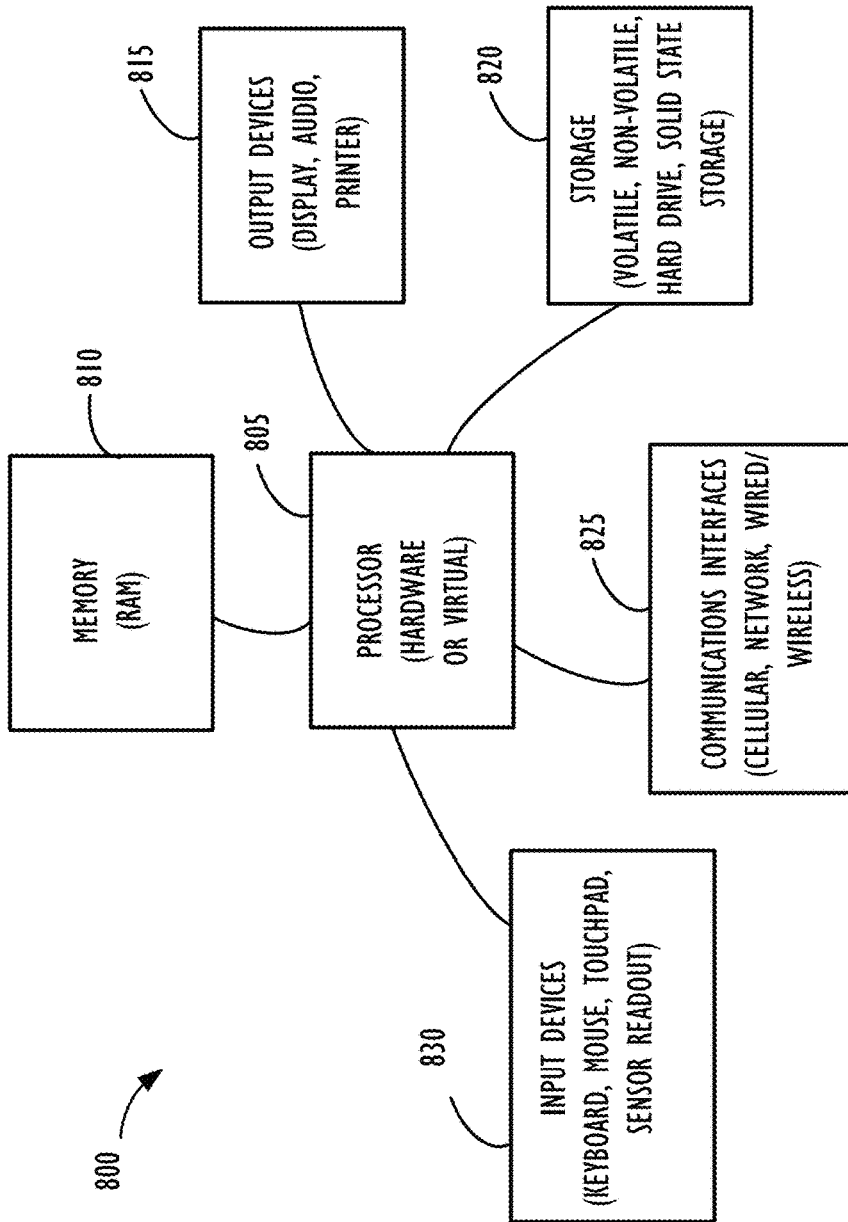 800
810
MEMORY
(RAM)
815
OUTPUT DEVICES
(DISPLAY, AUDIO,
PRINTER)
805
PROCESSOR
(HARDWARE
OR VIRTUAL)
830
INPUT DEVICES
(KEYBOARD, MOUSE, TOUCHPAD,
SENSOR READOUT)
825
COMMUNICATIONS INTERFACES
(CELLULAR, NETWORK, WIRED/
WIRELESS)
820
STORAGE
(VOLATILE, NON-VOLATILE,
HARD DRIVE, SOLID STATE
STORAGE)